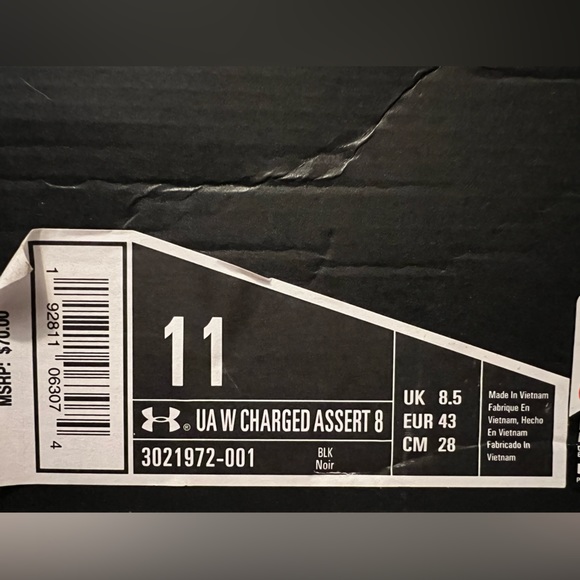 MSRP: $70.00
1 92811 06307 4
11
UA W CHARGED ASSERT 8
3021972-001
BLK
Noir
UK 8.5
EUR 43
CM 28
Made In Vietnam
Fabrique En
Vietnam, Hecho
En Vietnam
Fabricado In
Vietnam